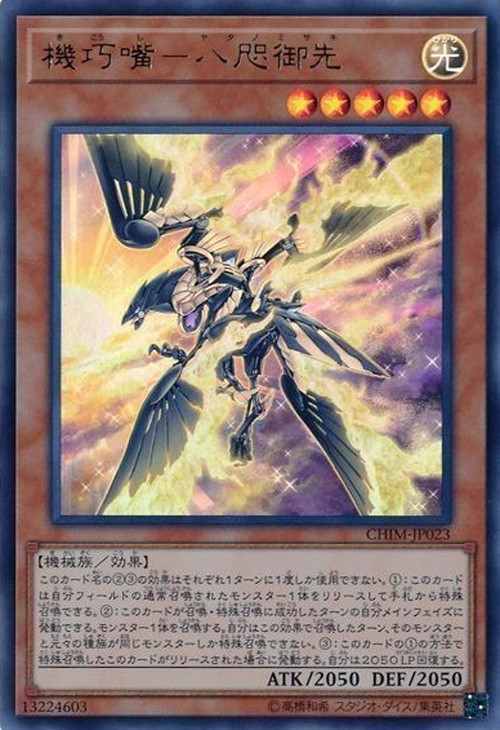 機巧嘴－八咫御先
光
CHIM-JP023
【機械族／効果】
このカード名の②③の効果はそれぞれ１ターンに１度しか使用できない。①：このカード
は自分フィールドの通常召喚されたモンスター１体をリリースして手札から特殊
召喚できる。②：このカードが召喚・特殊召喚に成功したターンの自分メインフェイズに
発動できる。モンスター１体を召喚する。自分はこの効果で召喚したターン、そのモンスター
と元々の種族が同じモンスターしか特殊召喚できない。③：このカードの①の方法で
特殊召喚したこのカードがリリースされた場合に発動する。自分は２０５０ＬＰ回復する。
ATK/2050 DEF/2050
13224603
©高橋和希 スタジオ・ダイス/集英社